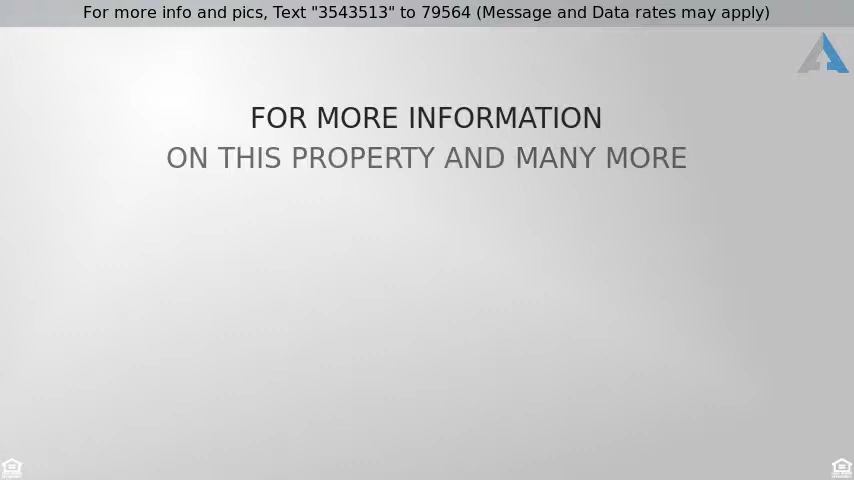 For more info and pics, Text "3543513" to 79564 (Message and Data rates may apply)
FOR MORE INFORMATION
ON THIS PROPERTY AND MANY MORE